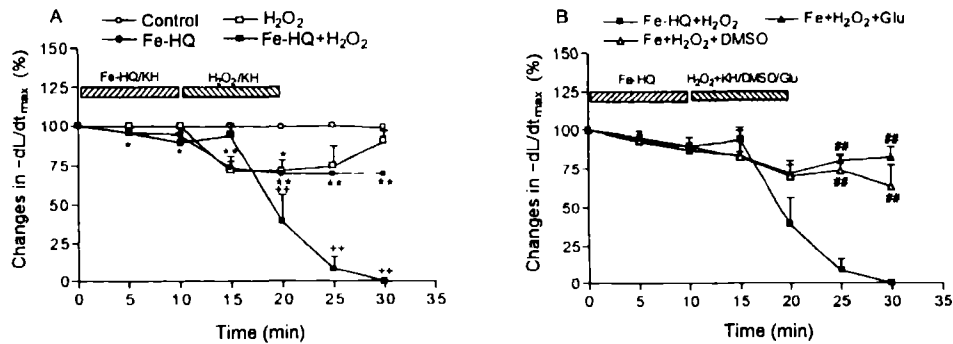 A
Control
H₂O₂
Fe-HQ
Fe-HQ+H₂O₂
Changes in -dL/dtmax (%)
150
125
100
75
50
25
0
Fe-HQ/KH
H₂O₂/KH
*
*
**
*
**
++
**
**
++
++
0 5 10 15 20 25 30 35
Time (min)
B
Fe-HQ+H₂O₂
Fe+H₂O₂+Glu
Fe+H₂O₂+DMSO
Changes in -dL/dtmax (%)
150
125
100
75
50
25
0
Fe-HQ
H₂O₂+KH/DMSO/Glu
##
##
##
##
0 5 10 15 20 25 30 35
Time (min)